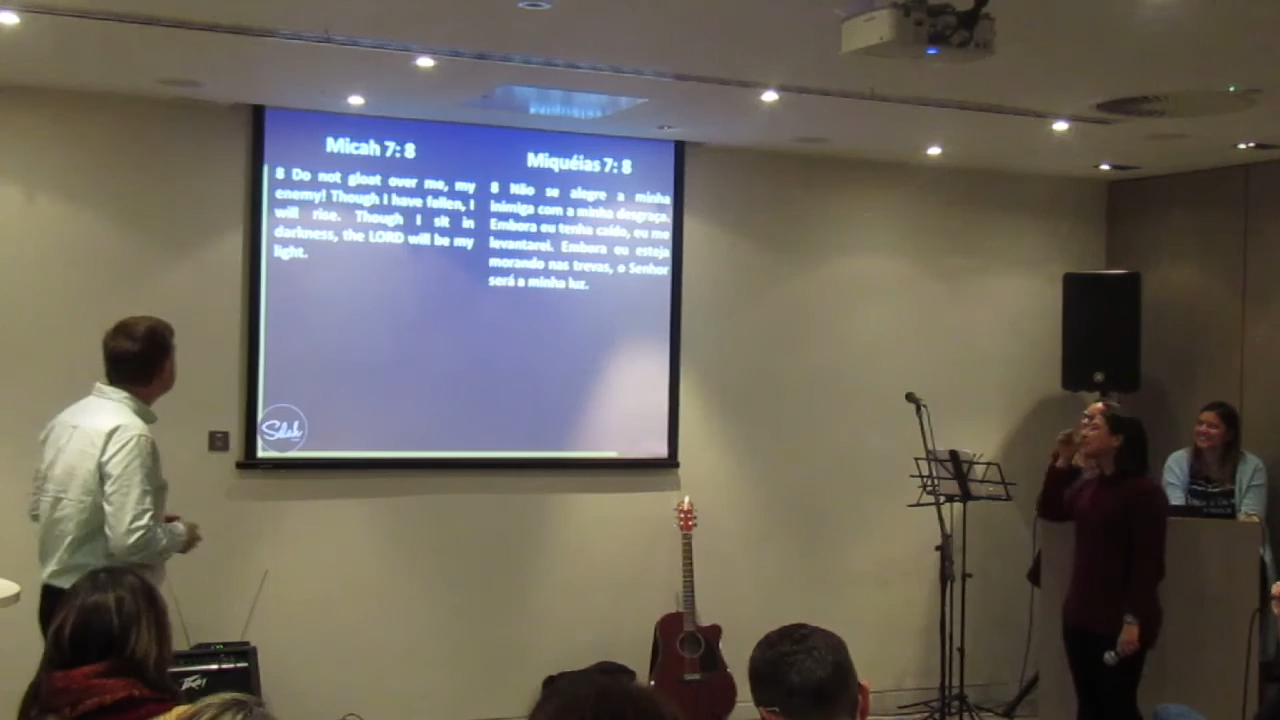 Micah 7: 8
8 Do not gloat over me, my
enemy! Though I have fallen, I
will rise. Though I sit in
darkness, the LORD will be my
light.
Miquéias 7: 8
8 Não se alegre a minha
inimiga com a minha desgraça.
Embora eu tenha caído, eu me
levantarei. Embora eu esteja
morando nas trevas, o Senhor
será a minha luz.
Selah
PEAVEY